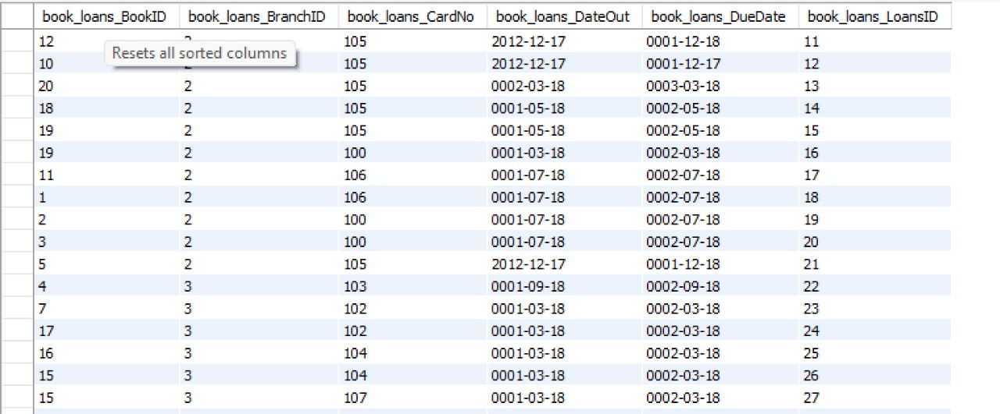 book_loans_BookID book_loans_BranchID book_loans_CardNo book_loans_DateOut book_loans_DueDate book_loans_LoansID
12 105 2012-12-17 0001-12-18 11
Resets all sorted columns
10 105 2012-12-17 0001-12-17 12
20 2 105 0002-03-18 0003-03-18 13
18 2 105 0001-05-18 0002-05-18 14
19 2 105 0001-05-18 0002-05-18 15
19 2 100 0001-03-18 0002-03-18 16
11 2 106 0001-07-18 0002-07-18 17
1 2 106 0001-07-18 0002-07-18 18
2 2 100 0001-07-18 0002-07-18 19
3 2 100 0001-07-18 0002-07-18 20
5 2 105 2012-12-17 0001-12-18 21
4 3 103 0001-09-18 0002-09-18 22
7 3 102 0001-03-18 0002-03-18 23
17 3 102 0001-03-18 0002-03-18 24
16 3 104 0001-03-18 0002-03-18 25
15 3 104 0001-03-18 0002-03-18 26
15 3 107 0001-03-18 0002-03-18 27